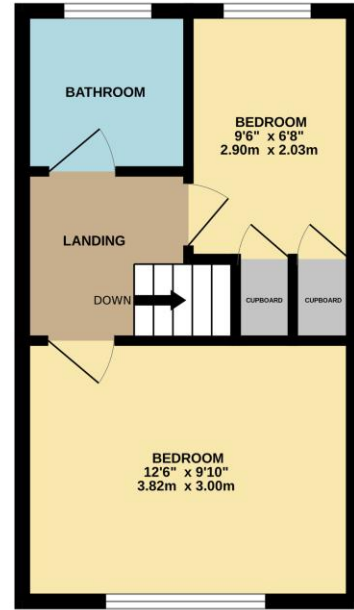 BATHROOM
BEDROOM
9'6" x 6'8"
2.90m x 2.03m
LANDING
DOWN
CUPBOARD
CUPBOARD
BEDROOM
12'6" x 9'10"
3.82m x 3.00m